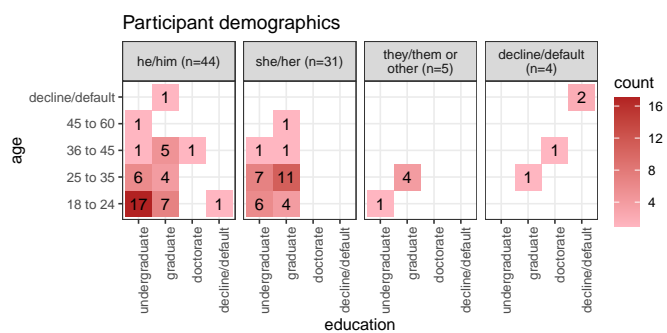 Participant demographics
he/him (n=44)
she/her (n=31)
they/them or
other (n=5)
decline/default
(n=4)
age
decline/default 1 2
45 to 60 1 1
36 to 45 1 5 1 1 1 1
25 to 35 6 4 7 11 4 1
18 to 24 17 7 1 6 4 1
undergraduate graduate doctorate decline/default undergraduate graduate doctorate decline/default undergraduate graduate doctorate decline/default undergraduate graduate doctorate decline/default
education
count
16
12
8
4